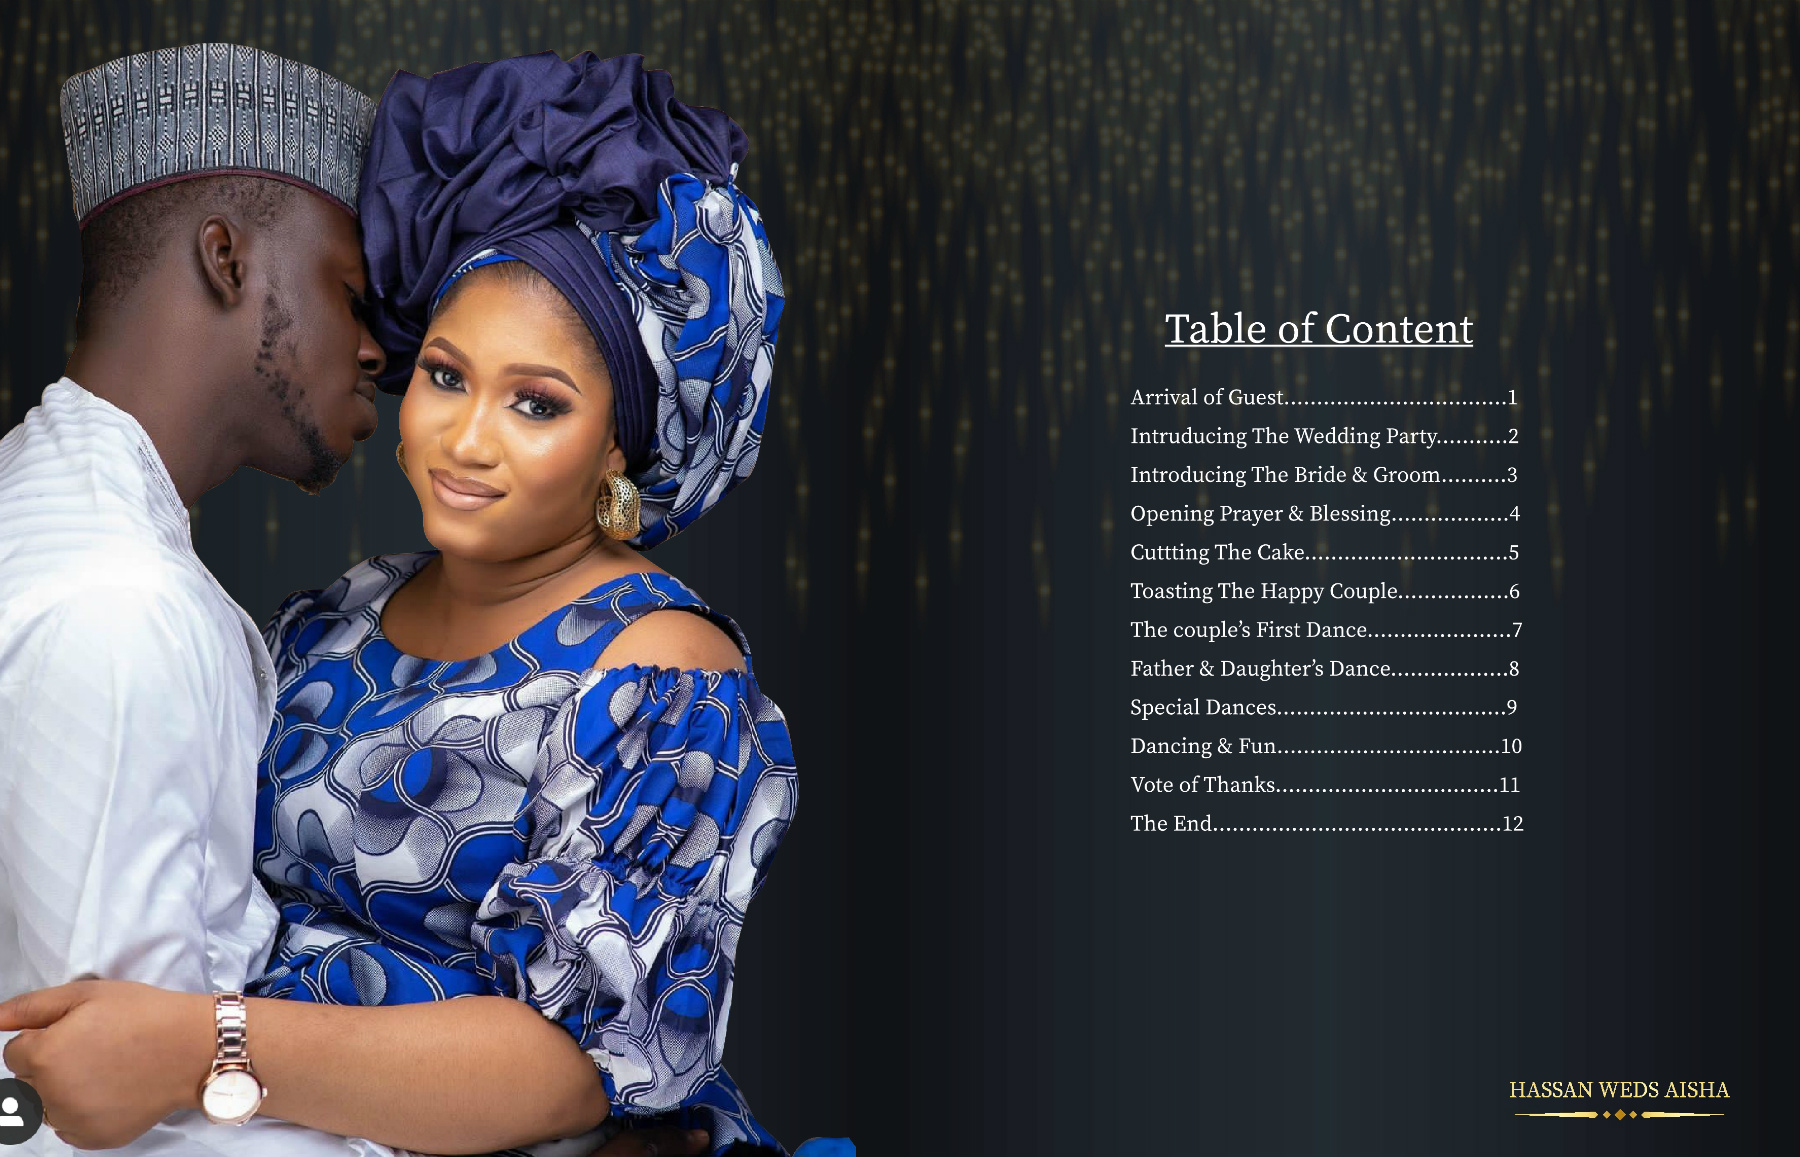 Table of Content
Arrival of Guest..................................1
Intruducing The Wedding Party...........2
Introducing The Bride & Groom..........3
Opening Prayer & Blessing..................4
Cuttting The Cake...............................5
Toasting The Happy Couple.................6
The couple’s First Dance......................7
Father & Daughter’s Dance..................8
Special Dances...................................9
Dancing & Fun..................................10
Vote of Thanks..................................11
The End............................................12
HASSAN WEDS AISHA